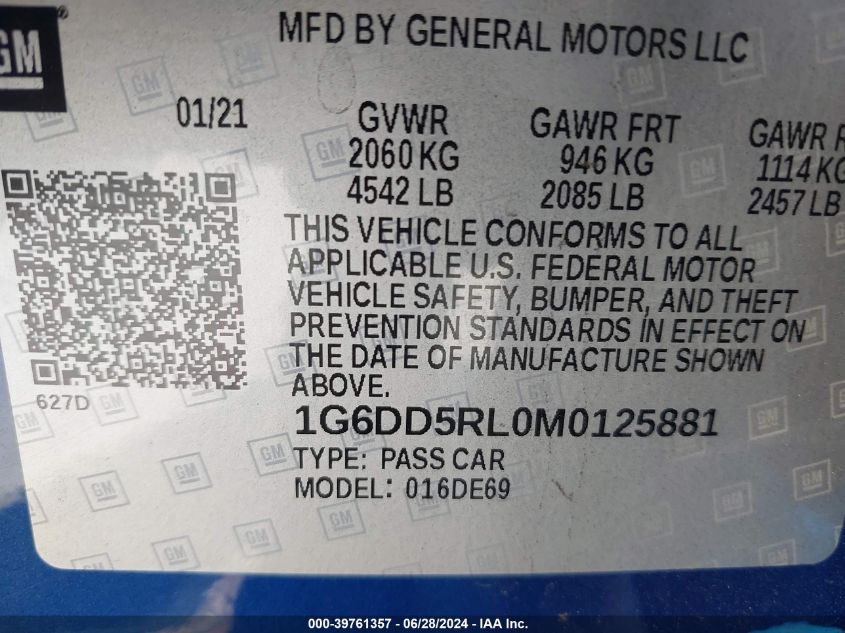 GM
MFD BY GENERAL MOTORS LLC
01/21
GVWR
2060 KG
4542 LB
GAWR FRT
946 KG
2085 LB
GAWR R
1114 KG
2457 LB
THIS VEHICLE CONFORMS TO ALL
APPLICABLE U.S. FEDERAL MOTOR
VEHICLE SAFETY, BUMPER, AND THEFT
PREVENTION STANDARDS IN EFFECT ON
THE DATE OF MANUFACTURE SHOWN
ABOVE.
627D
1G6DD5RL0M0125881
TYPE: PASS CAR
MODEL: 016DE69
000-39761357 / 06/28/2024 - IAA Inc.